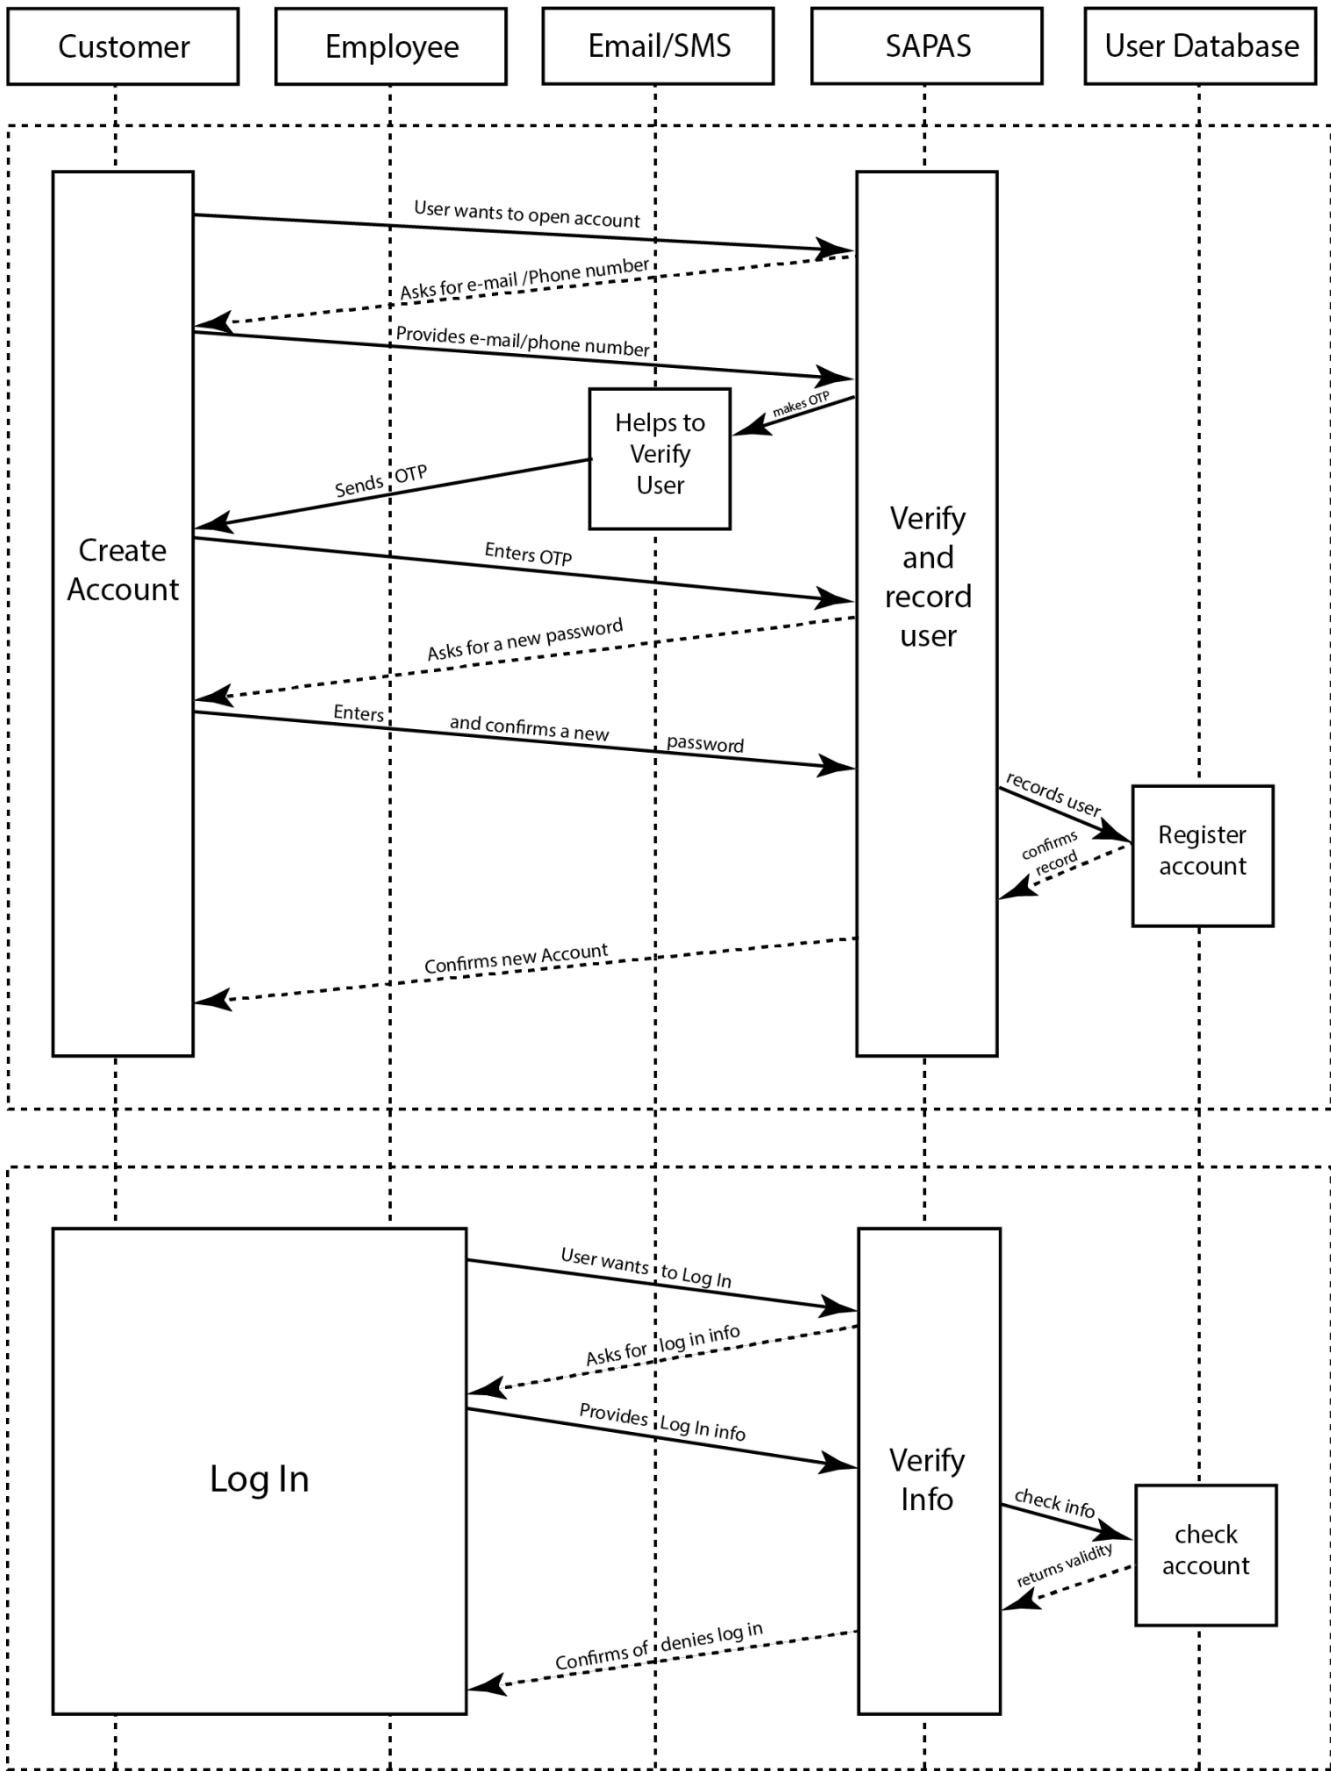 Customer
Employee
Email/SMS
SAPAS
User Database
User wants to open account
Asks for e-mail /Phone number
Provides e-mail/phone number
makes OTP
Helps to
Verify
User
Sends OTP
Enters OTP
Create
Account
Verify
and
record
user
Asks for a new password
Enters and confirms a new password
records user
confirms
record
Register
account
Confirms new Account
User wants to Log In
Asks for log in info
Provides Log In info
Log In
Verify
Info
check info
returns validity
check
account
Confirms of denies log in